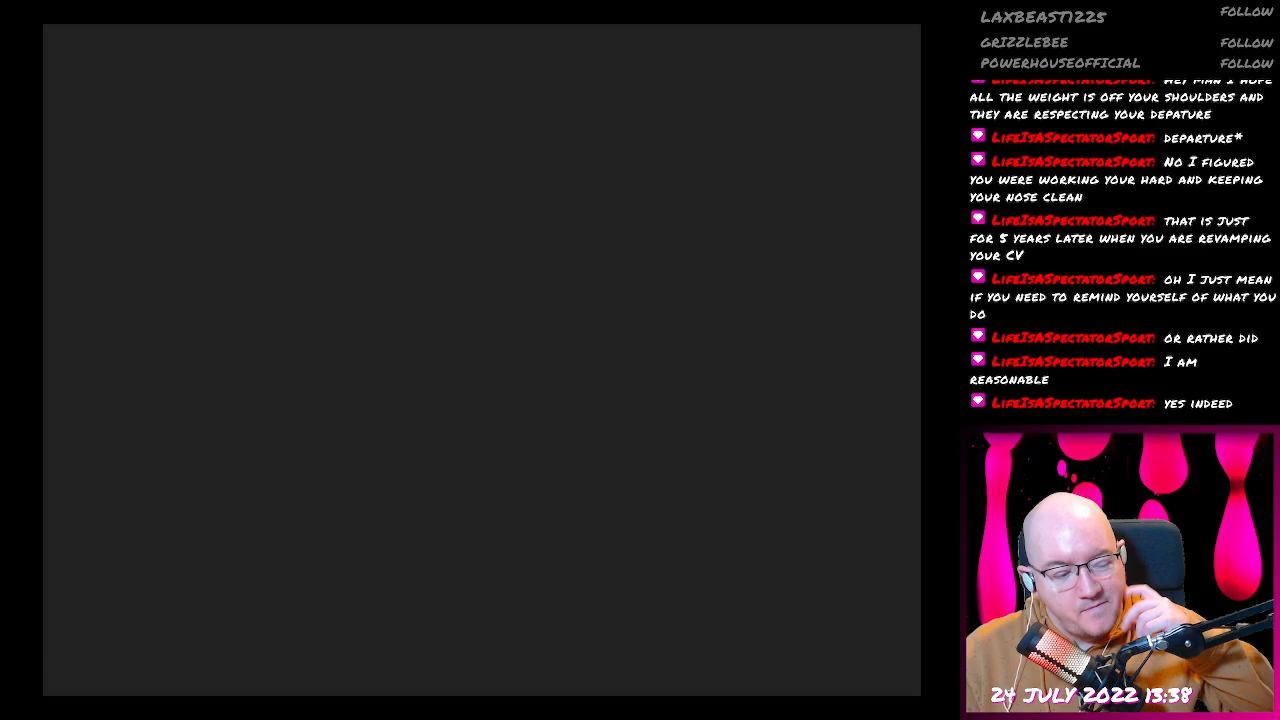 LAXBEAST1225 FOLLOW
GRIZZLEBEE FOLLOW
POWERHOUSEOFFICIAL FOLLOW
LifeIsASpectatorSport: Hey man I hope
all the weight is off your shoulders and
they are respecting your depature
LifeIsASpectatorSport: departure*
LifeIsASpectatorSport: No I figured
you were working your hard and keeping
your nose clean
LifeIsASpectatorSport: that is just
for 5 years later when you are revamping
your CV
LifeIsASpectatorSport: oh I just mean
if you need to remind yourself of what you
do
LifeIsASpectatorSport: or rather did
LifeIsASpectatorSport: I am
reasonable
LifeIsASpectatorSport: yes indeed
24 JULY 2022 13:38